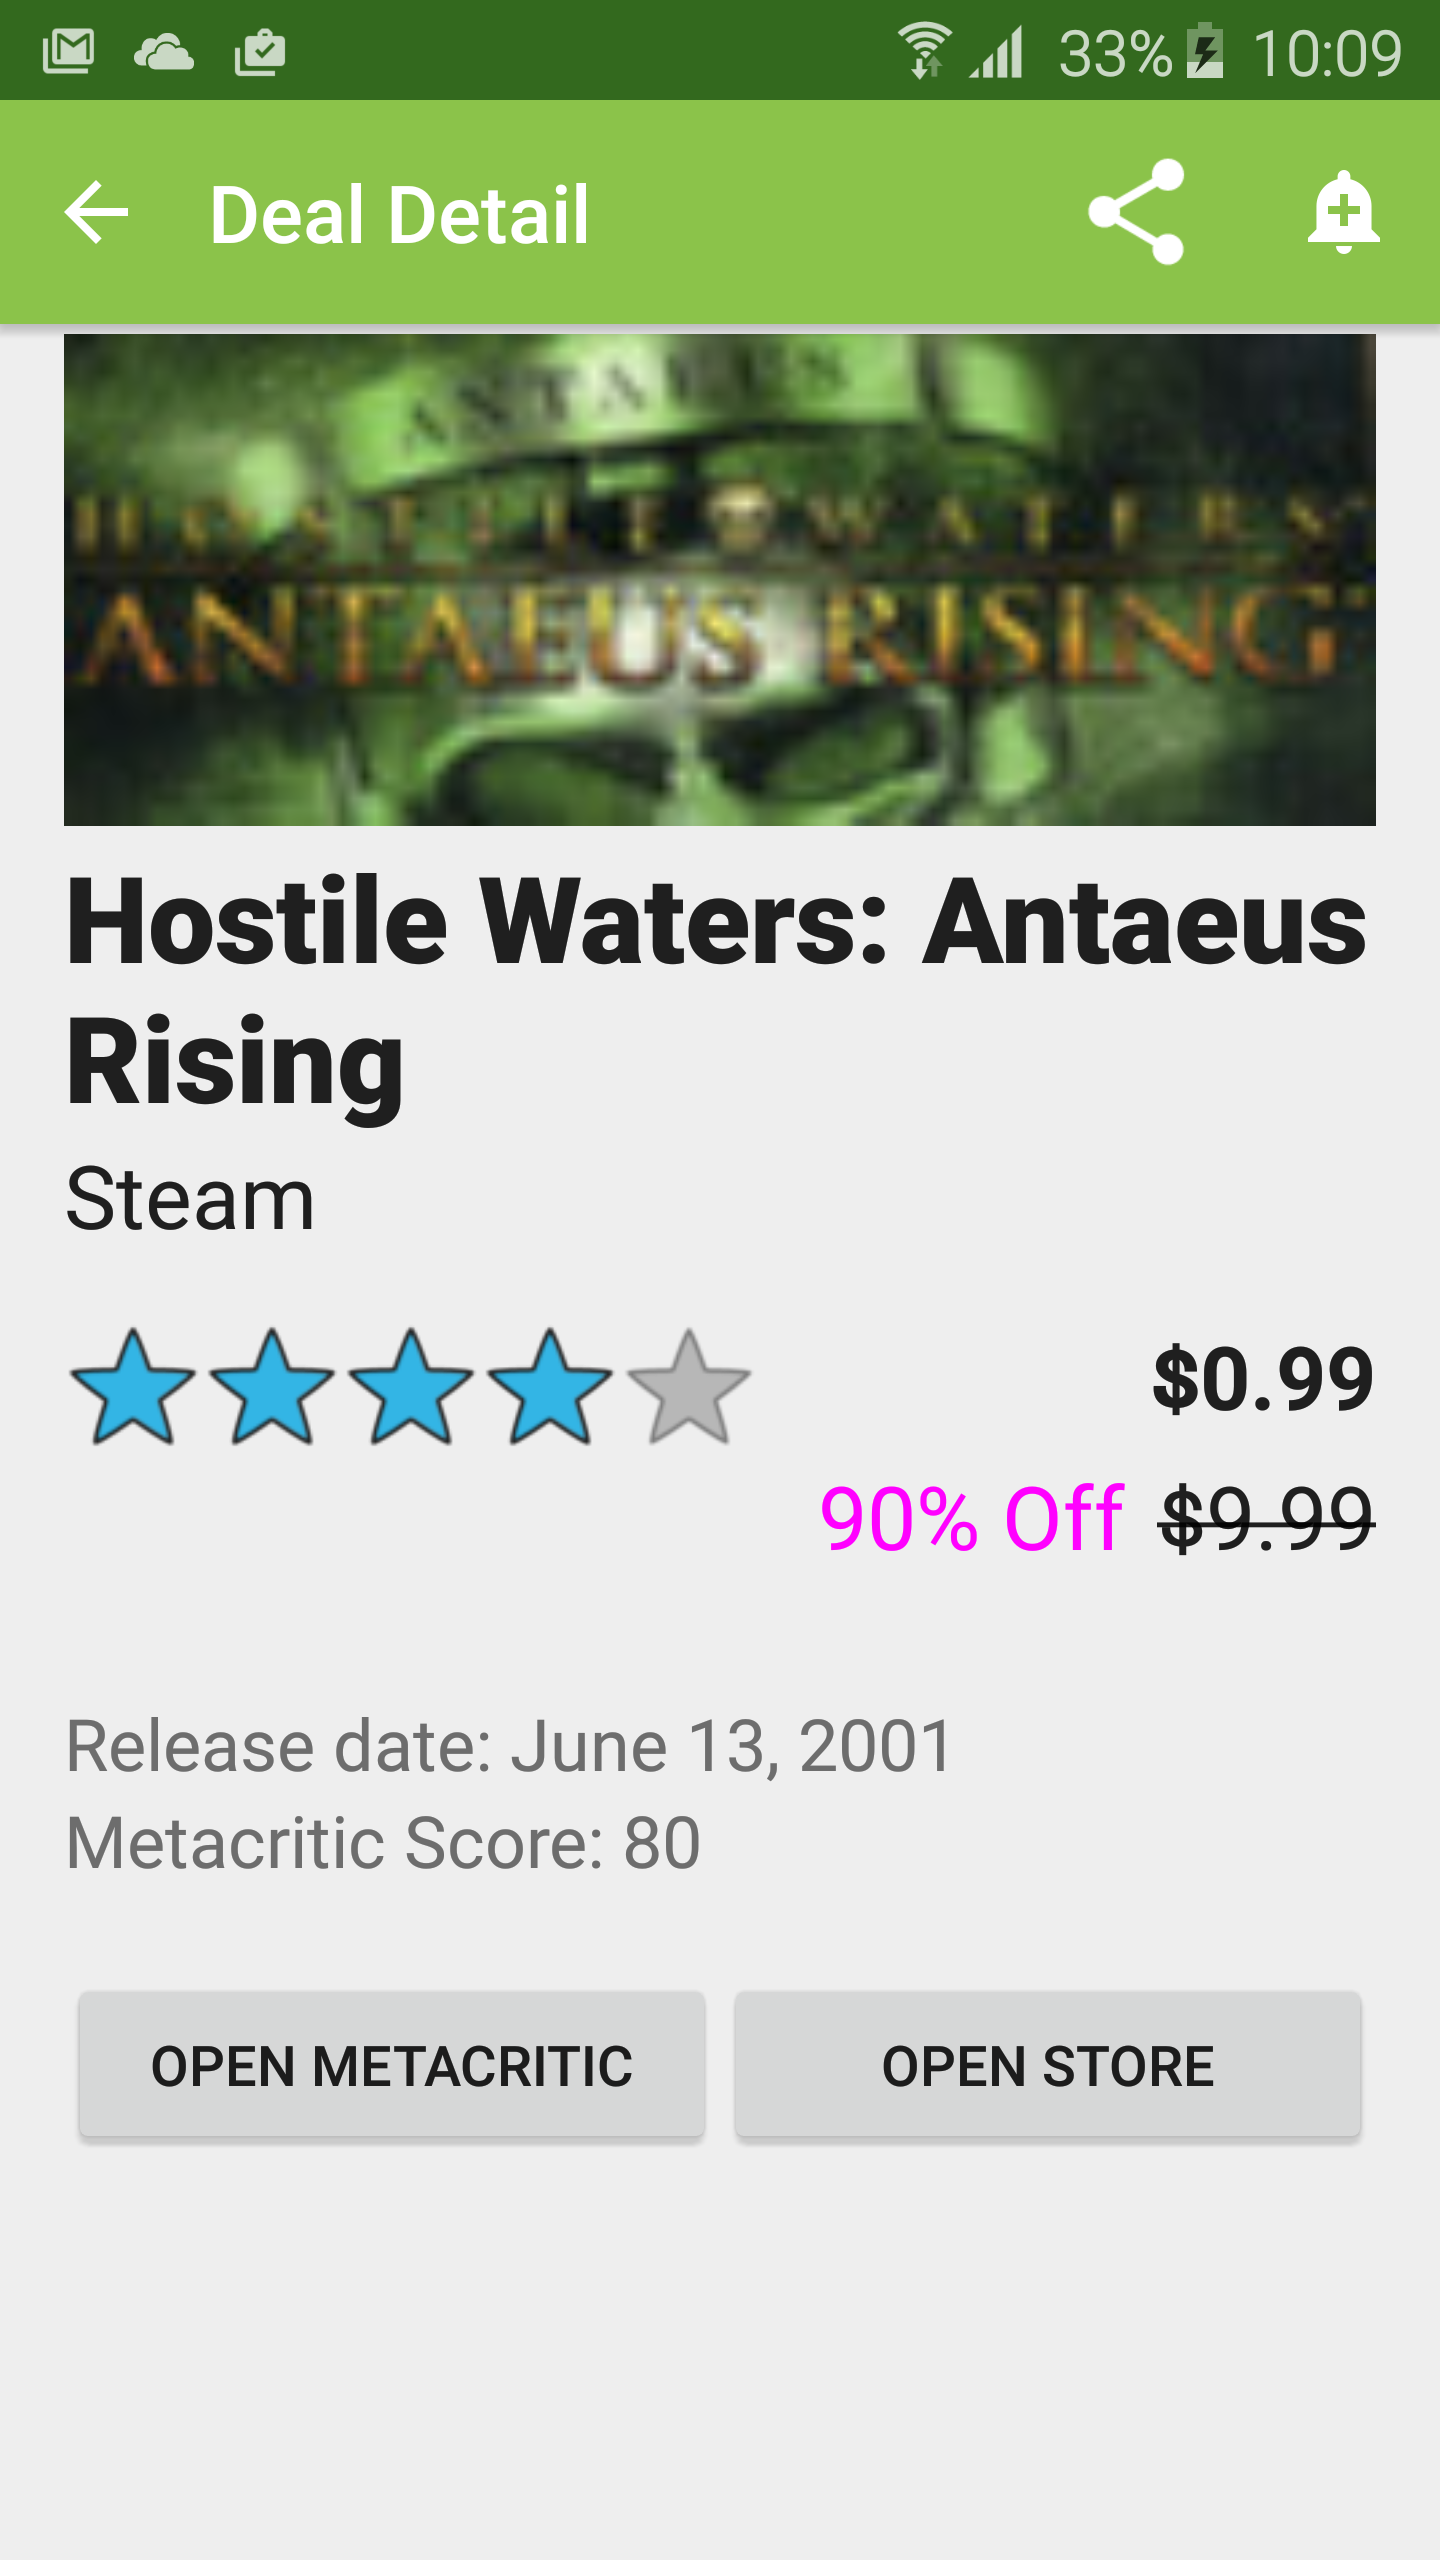 33% 10:09
Deal Detail
ANTAEUS
HOSTILE WATERS
ANTAEUS RISING
Hostile Waters: Antaeus
Rising
Steam
$0.99
90% Off $9.99
Release date: June 13, 2001
Metacritic Score: 80
OPEN METACRITIC
OPEN STORE